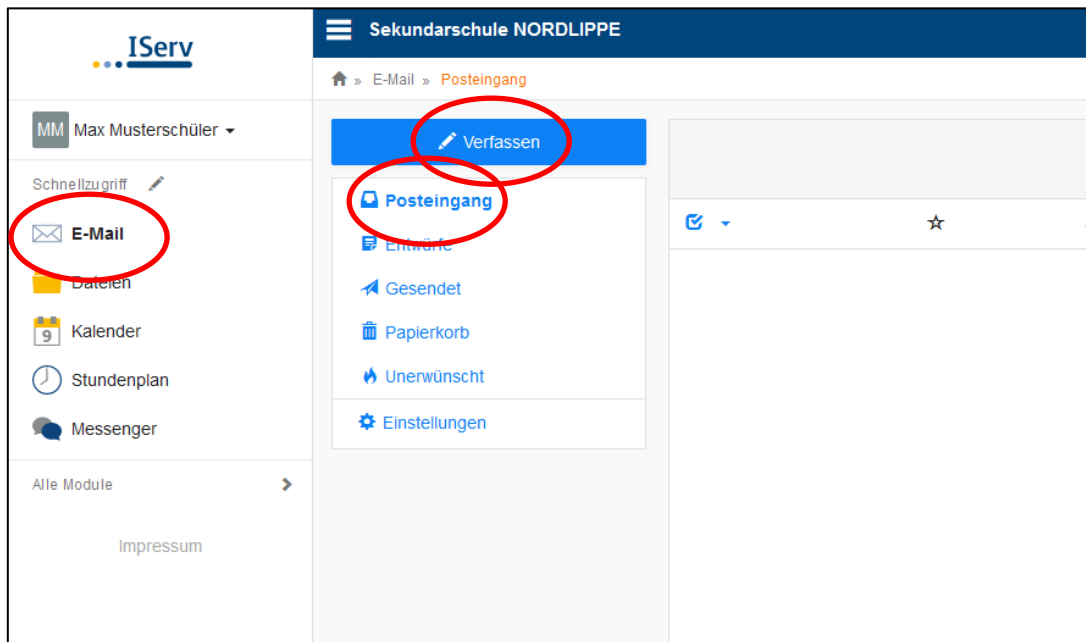 IServ
Sekundarschule NORDLIPPE
» E-Mail » Posteingang
MM Max Musterschüler
Schnellzugriff
E-Mail
Dateien
9 Kalender
Stundenplan
Messenger
Alle Module
Impressum
Verfassen
Posteingang
Entwürfe
Gesendet
Papierkorb
Unerwünscht
Einstellungen